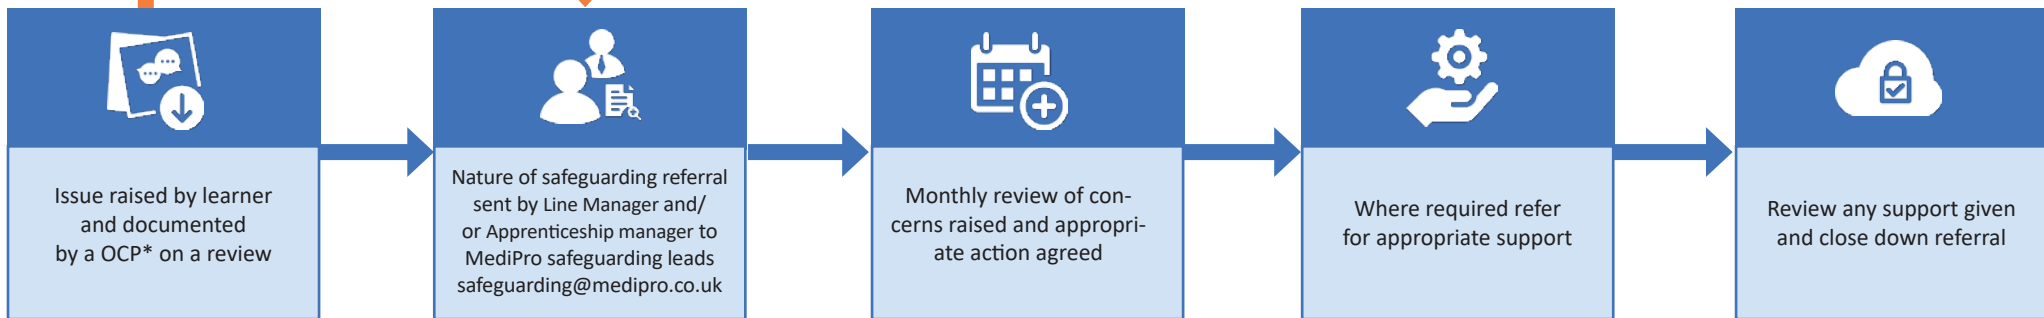 Issue raised by learner
and documented
by a OCP* on a review
Nature of safeguarding referral
sent by Line Manager and/
or Apprenticeship manager to
MediPro safeguarding leads
safeguarding@medipro.co.uk
Monthly review of con-
cerns raised and appropri-
ate action agreed
Where required refer
for appropriate support
Review any support given
and close down referral